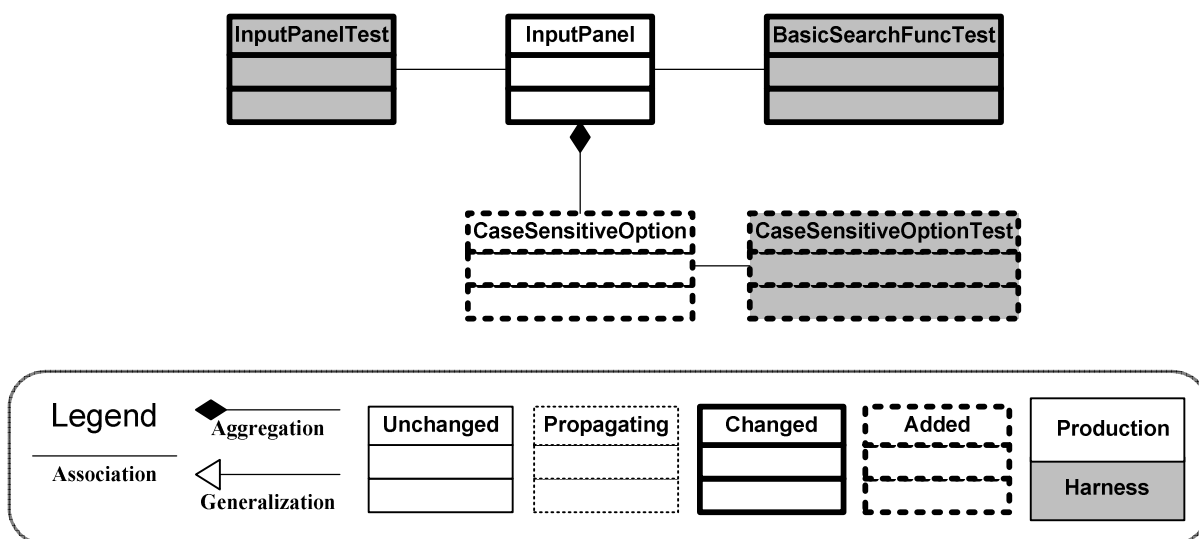 InputPanelTest
InputPanel
BasicSearchFuncTest
CaseSensitiveOption
CaseSensitiveOptionTest
Legend
Association
Aggregation
Generalization
Unchanged
Propagating
Changed
Added
Production
Harness